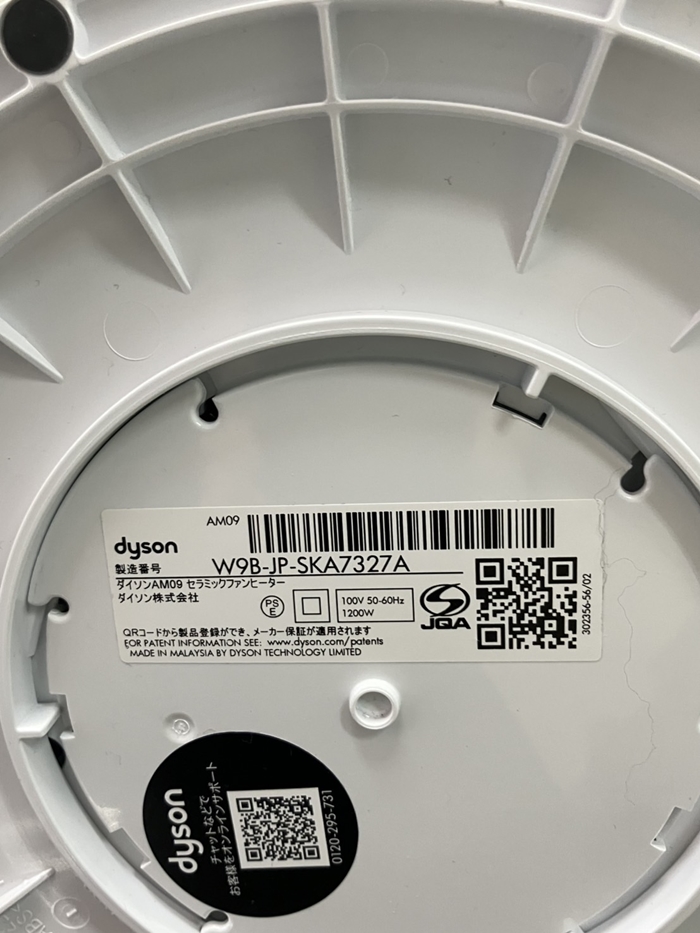 AM09
dyson
製造番号 W9B-JP-SKA7327A
ダイソンAM09 セラミックファンヒーター
ダイソン株式会社
PS E
100V 50-60Hz
1200W
JQA
302356-56/02
QRコードから製品登録ができ、メーカー保証が適用されます
FOR PATENT INFORMATION SEE: www.dyson.com/patents
MADE IN MALAYSIA BY DYSON TECHNOLOGY LIMITED
dyson
チャットなどで
お客様をオンラインサポート
0120-295-731